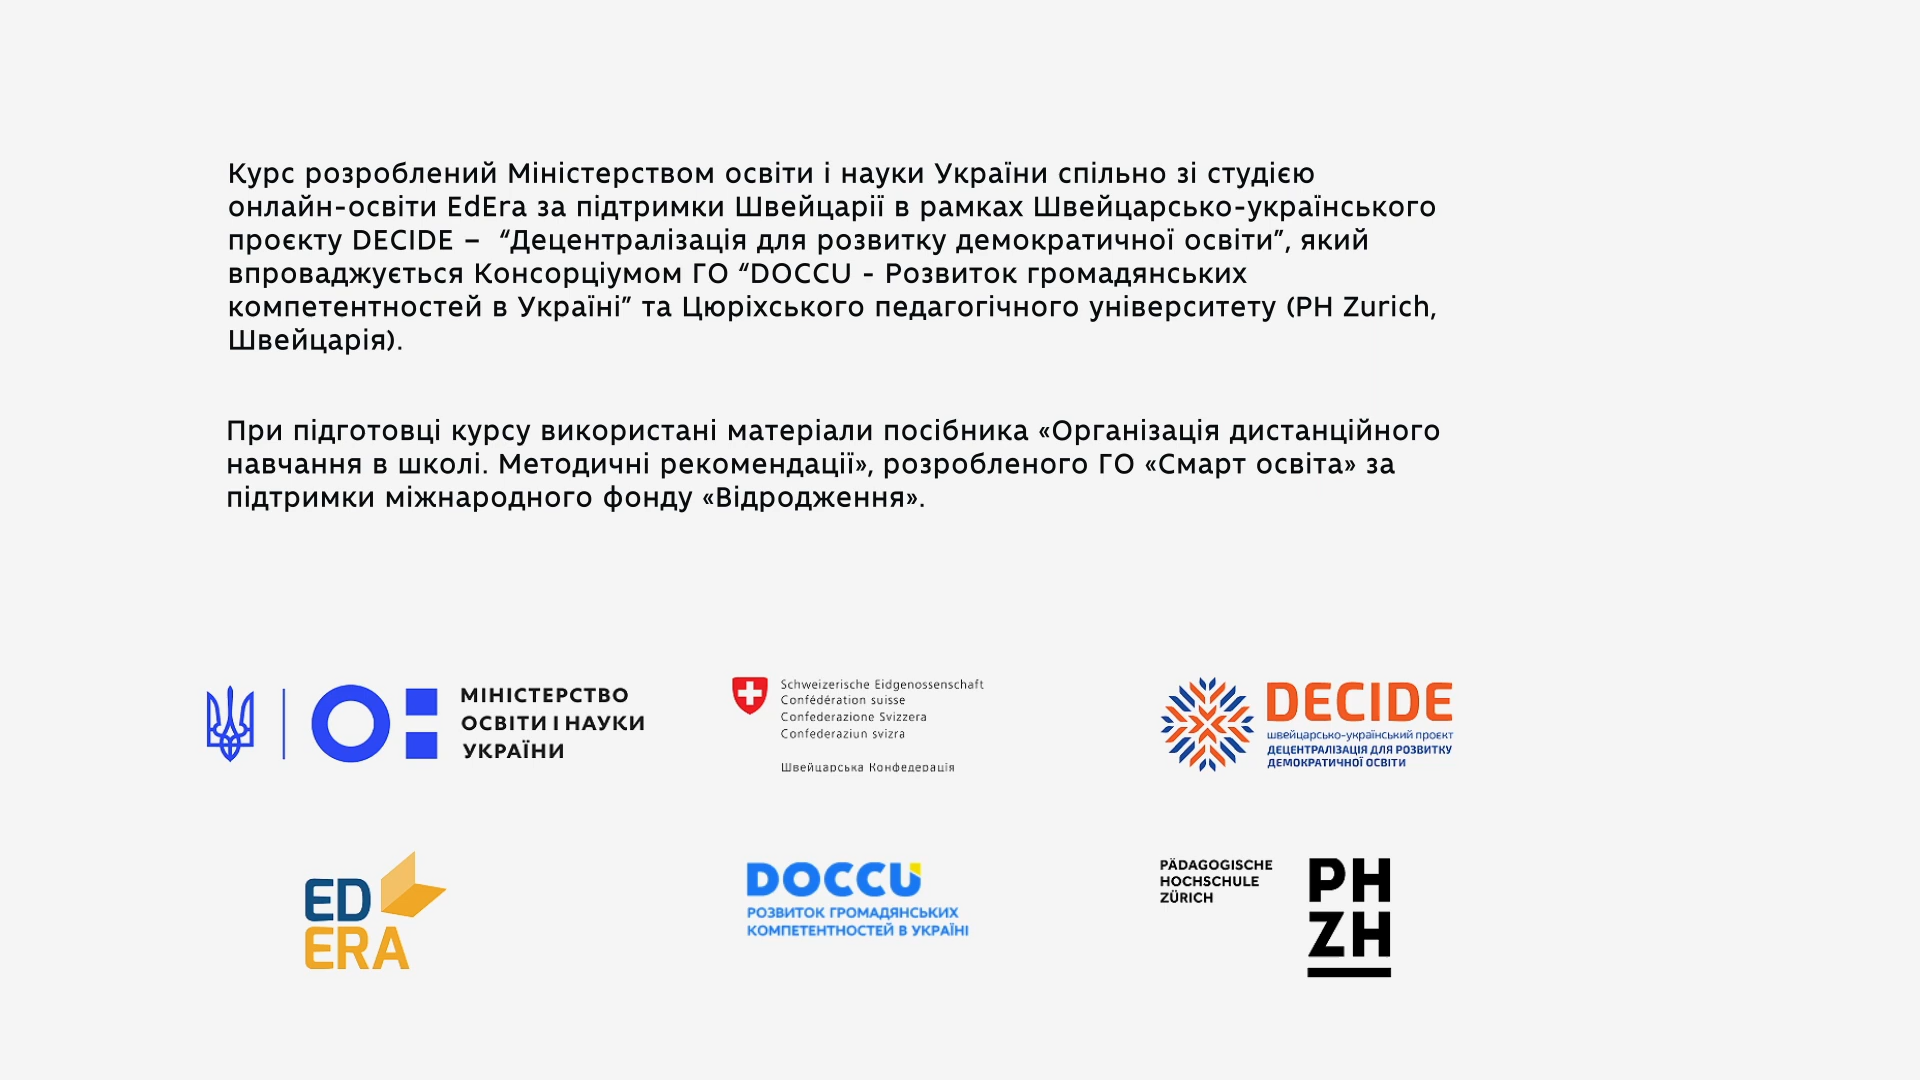 Курс розроблений Міністерством освіти і науки України спільно зі студією
онлайн-освіти EdEra за підтримки Швейцарії в рамках Швейцарсько-українського
проєкту DECIDE –  “Децентралізація для розвитку демократичної освіти”, який
впроваджується Консорціумом ГО “DOCCU - Розвиток громадянських
компетентностей в Україні” та Цюріхського педагогічного університету (PH Zurich,
Швейцарія).
При підготовці курсу використані матеріали посібника «Організація дистанційного
навчання в школі. Методичні рекомендації», розробленого ГО «Смарт освіта» за
підтримки міжнародного фонду «Відродження».
МІНІСТЕРСТВО
ОСВІТИ І НАУКИ
УКРАЇНИ
Schweizerische Eidgenossenschaft
Confédération suisse
Confederazione Svizzera
Confederaziun svizra
Швейцарська Конфедерація
DECIDE
швейцарсько-український проєкт
ДЕЦЕНТРАЛІЗАЦІЯ ДЛЯ РОЗВИТКУ
ДЕМОКРАТИЧНОЇ ОСВІТИ
ED
ERA
DOCCU
РОЗВИТОК ГРОМАДЯНСЬКИХ
КОМПЕТЕНТНОСТЕЙ В УКРАЇНІ
PÄDAGOGISCHE
HOCHSCHULE
ZÜRICH
PH
ZH